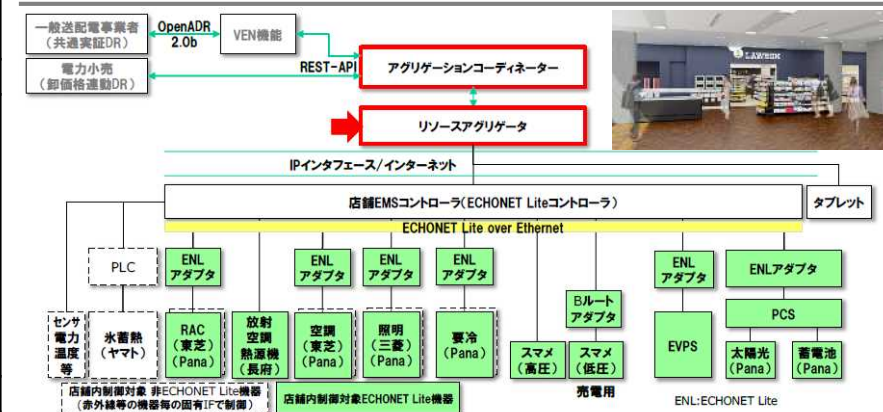 一般送配電事業者
（共通実証DR）
OpenADR
2.0b
VEN機能
電力小売
（卸価格連動DR）
REST-API
アグリゲーションコーディネーター
リソースアグリゲータ
LAWSON
IPインタフェース/インターネット
店舗EMSコントローラ（ECHONET Liteコントローラ）
タブレット
ECHONET Lite over Ethernet
PLC
ENL
アダプタ
ENL
アダプタ
ENL
アダプタ
ENL
アダプタ
Bルート
アダプタ
ENL
アダプタ
ENLアダプタ
PCS
センサ
電力
温度
等
氷蓄熱
（ヤマト）
RAC
（東芝）
（Pana）
放射
空調
熱源機
（長府）
空調
（東芝）
（Pana）
照明
（三菱）
（Pana）
要冷
（Pana）
スマメ
（高圧）
スマメ
（低圧）
EVPS
太陽光
（Pana）
蓄電池
（Pana）
売電用
店舗内制御対象 非ECHONET Lite機器
（赤外線等の機器毎の固有IFで制御）
店舗内制御対象ECHONET Lite機器
ENL:ECHONET Lite